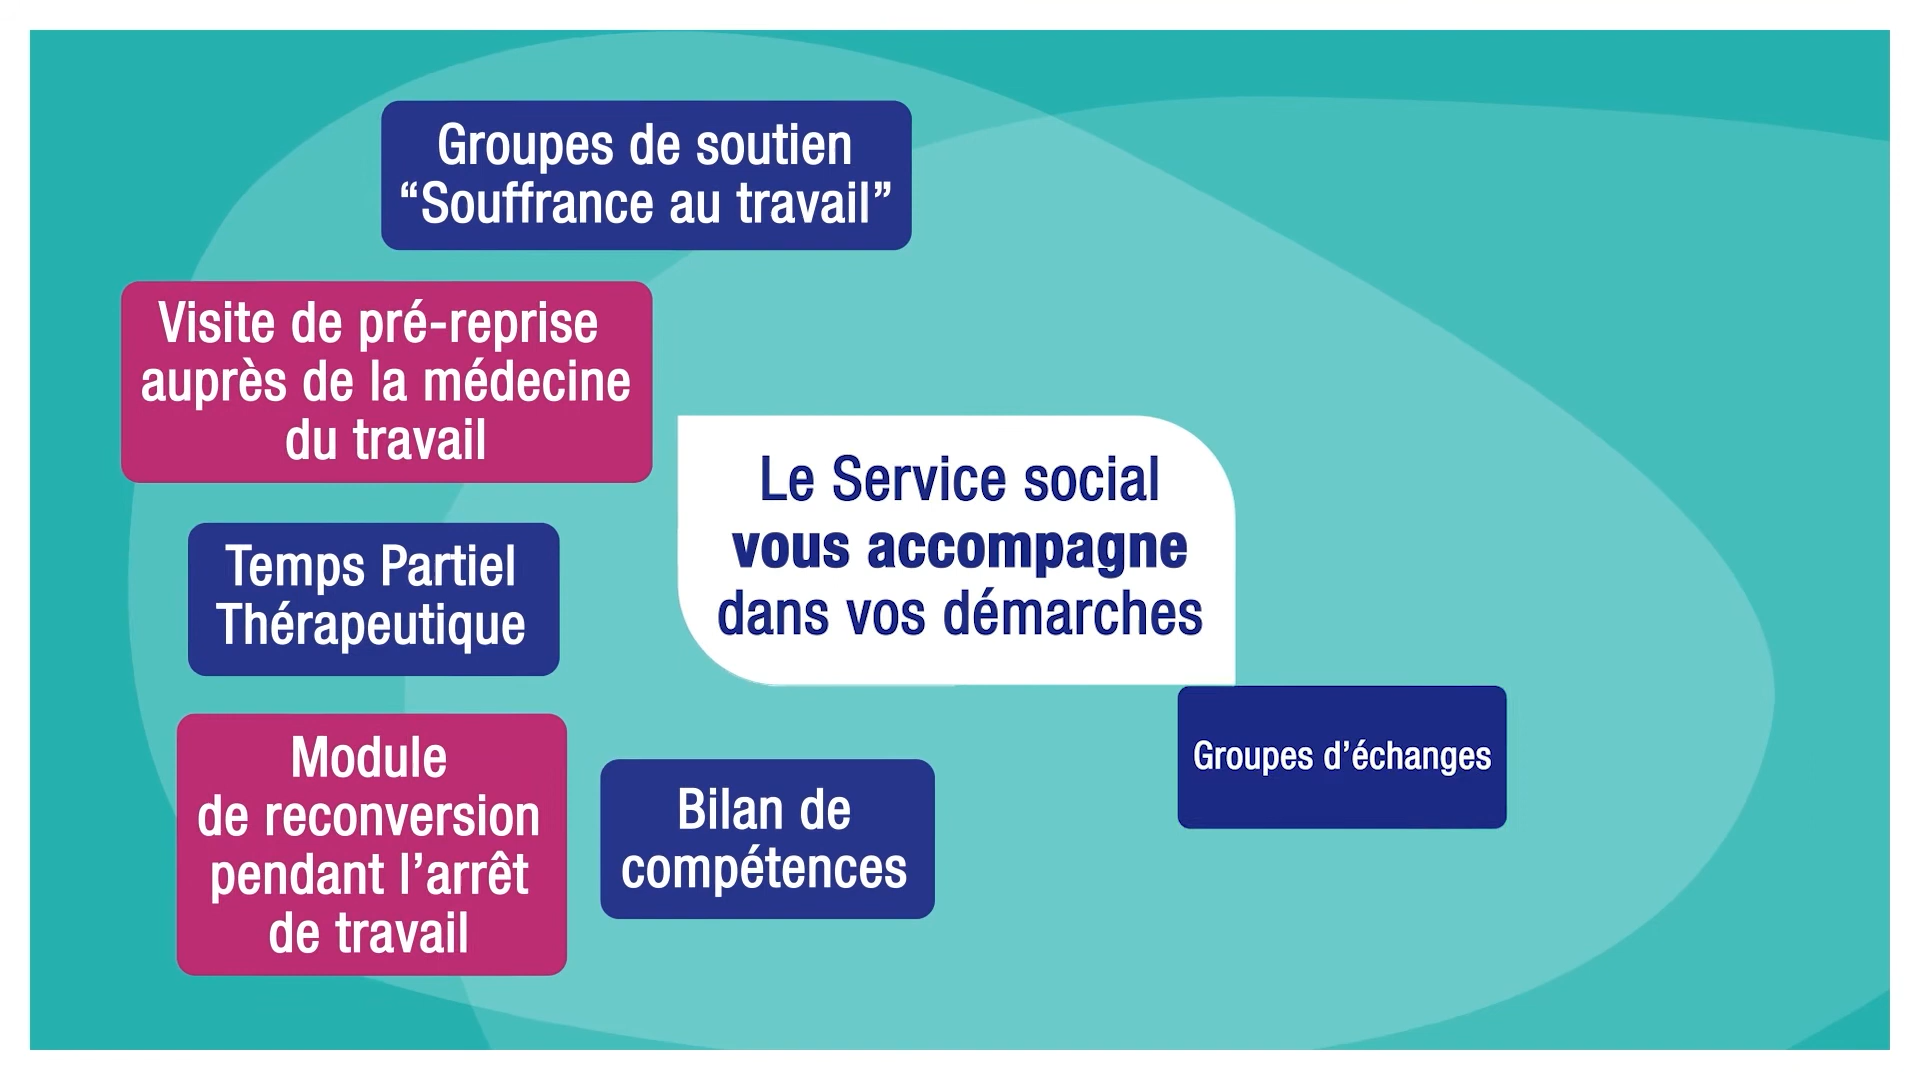 Groupes de soutien
“Souffrance au travail”
Visite de pré-reprise
auprès de la médecine
du travail
Le Service social
vous accompagne
dans vos démarches
Temps Partiel
Thérapeutique
Module
de reconversion
pendant l’arrêt
de travail
Bilan de
compétences
Groupes d’échanges